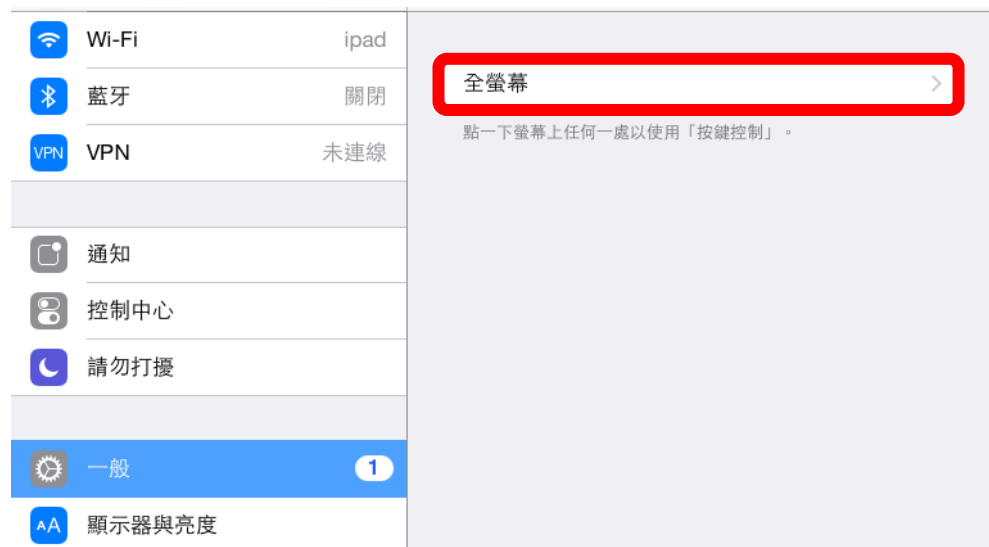 Wi-Fi ipad
藍牙 關閉
VPN VPN 未連線
通知
控制中心
請勿打擾
一般 1
AA 顯示器與亮度
全螢幕
點一下螢幕上任何一處以使用「按鍵控制」。